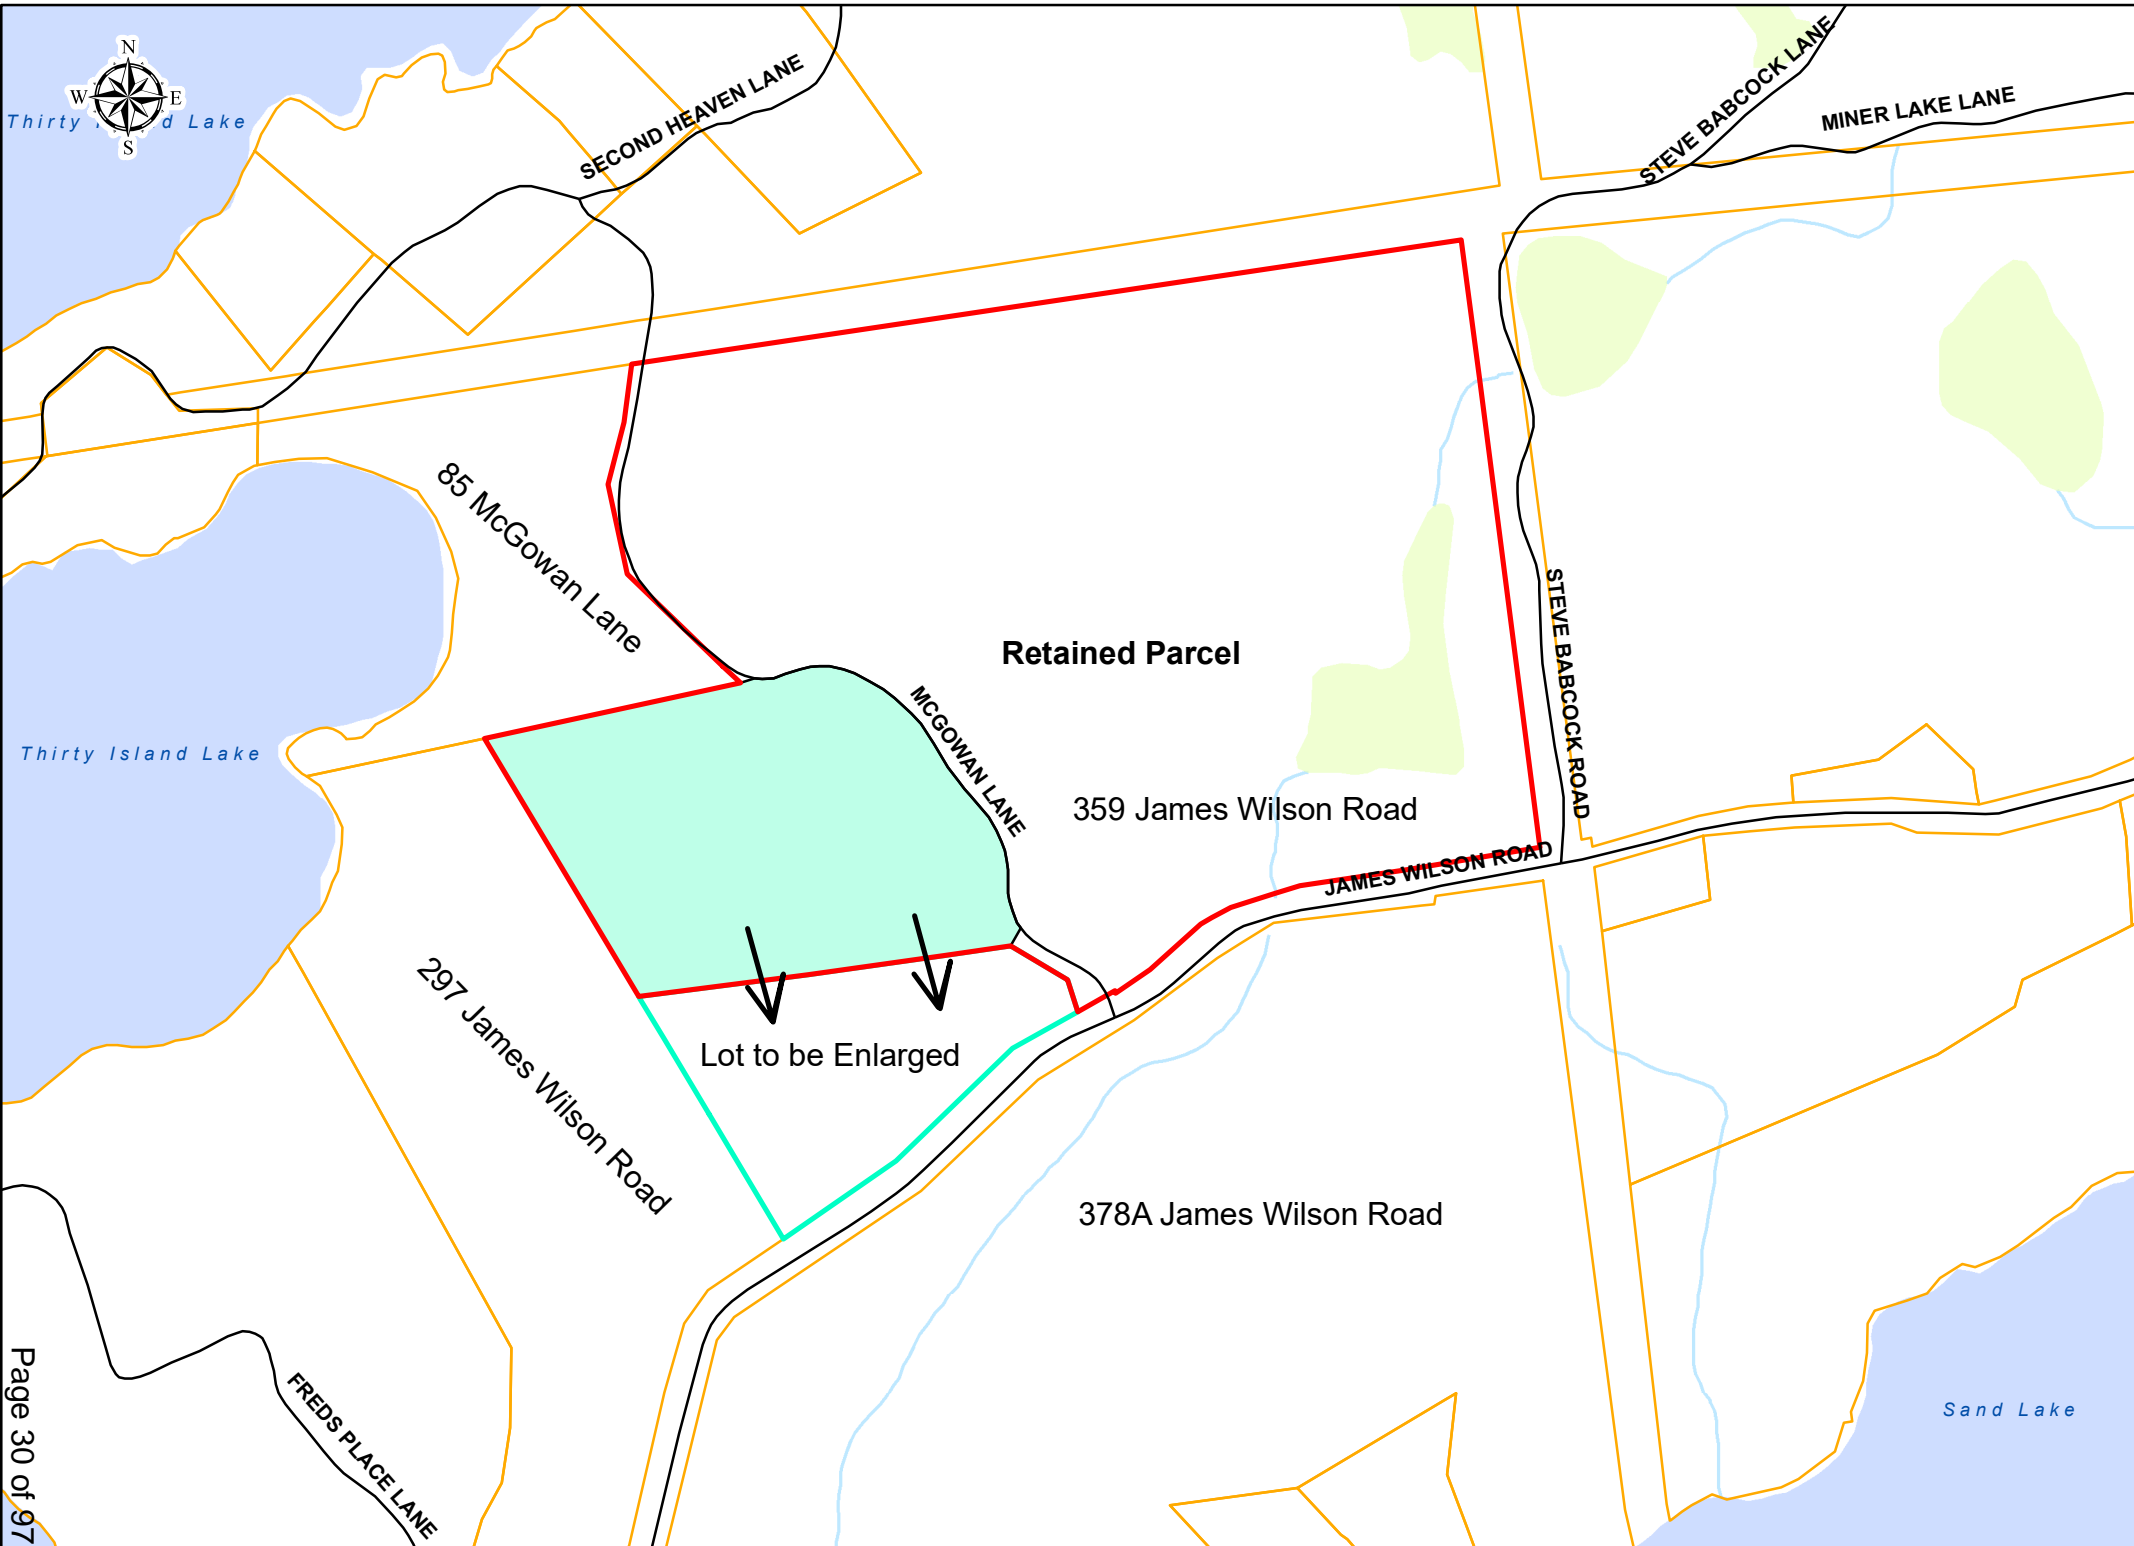 N
W E
S
Thirty d Lake
SECOND HEAVEN LANE
STEVE BABCOCK LANE
MINER LAKE LANE
85 McGowan Lane
Retained Parcel
STEVE BABCOCK ROAD
MCGOWAN LANE
Thirty Island Lake
359 James Wilson Road
JAMES WILSON ROAD
297 James Wilson Road
Lot to be Enlarged
378A James Wilson Road
FREDS PLACE LANE
Sand Lake
Page 30 of 97